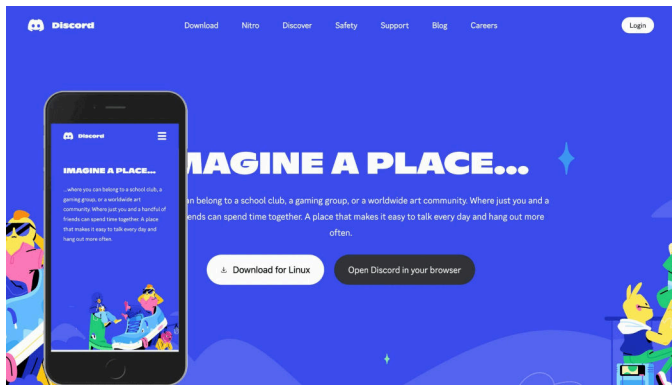 Discord
Download Nitro Discover Safety Support Blog Careers
Login
MAGINE A PLACE...
an belong to a school club, a gaming group, or a worldwide art community. Where just you and a
iends can spend time together. A place that makes it easy to talk every day and hang out more
often.
Download for Linux
Open Discord in your browser
Discord
IMAGINE A PLACE...
...where you can belong to a school club, a
gaming group, or a worldwide art
community. Where just you and a handful of
friends can spend time together. A place
that makes it easy to talk every day and
hang out more often.